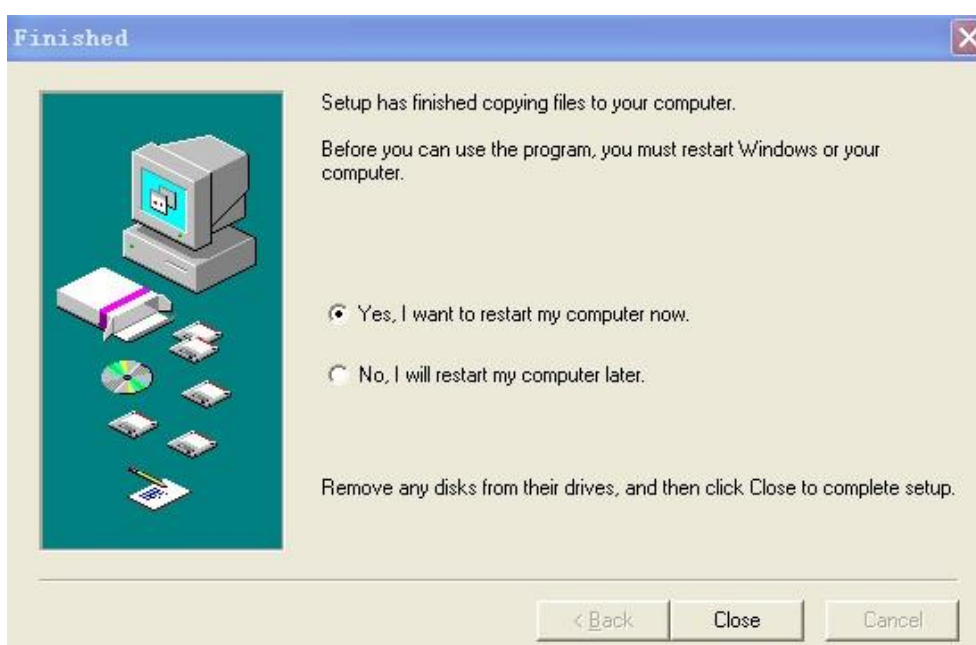 Finished
Setup has finished copying files to your computer.
Before you can use the program, you must restart Windows or your
computer.
Yes, I want to restart my computer now.
No, I will restart my computer later.
Remove any disks from their drives, and then click Close to complete setup.
< Back
Close
Cancel